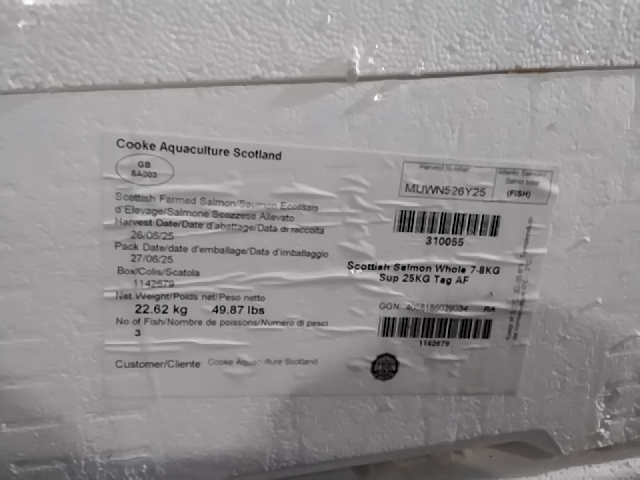 Cooke Aquaculture Scotland
GB
SA003
Harvest Number
MUWN526Y25
(FISH)
Scottish Farmed Salmon/Saumon Ecossais
d'Elevage/Salmone Scozzese Allevato
Harvest Date/Date d'abattage/Data di raccolta
26/06/25
Pack Date/date d'emballage/Data d'imballaggio
27/06/25
Box/Colis/Scatola
1142679
Net Weight/Poids net/Peso netto
22.62 kg 49.87 lbs
No of Fish/Nombre de poissons/Numero di pesci
3
Customer/Cliente: Cooke Aquaculture Scotland
310055
Scottish Salmon Whole 7-8KG
Sup 25KG Tag AF
GGN: RA
1142679